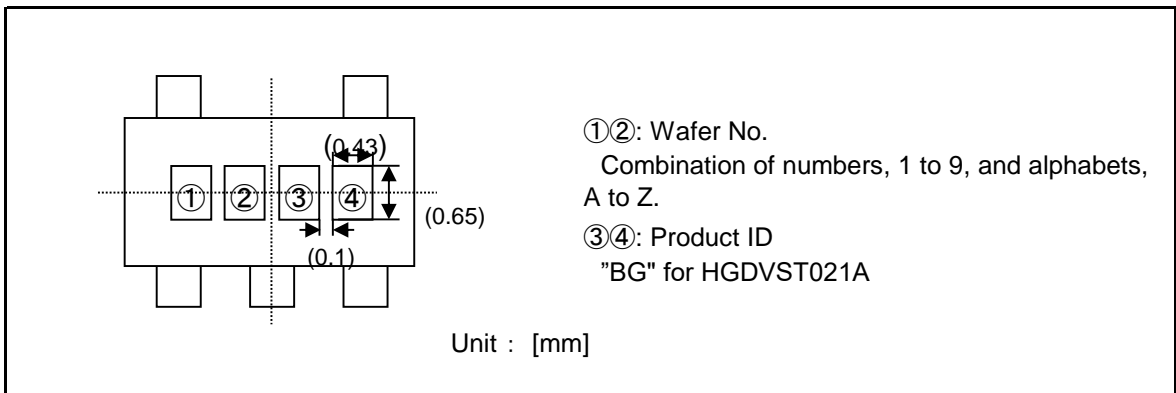 (0.43)
① ② ③ ④
(0.65)
(0.1)
①②: Wafer No.
Combination of numbers, 1 to 9, and alphabets,
A to Z.
③④: Product ID
”BG" for HGDVST021A
Unit : [mm]